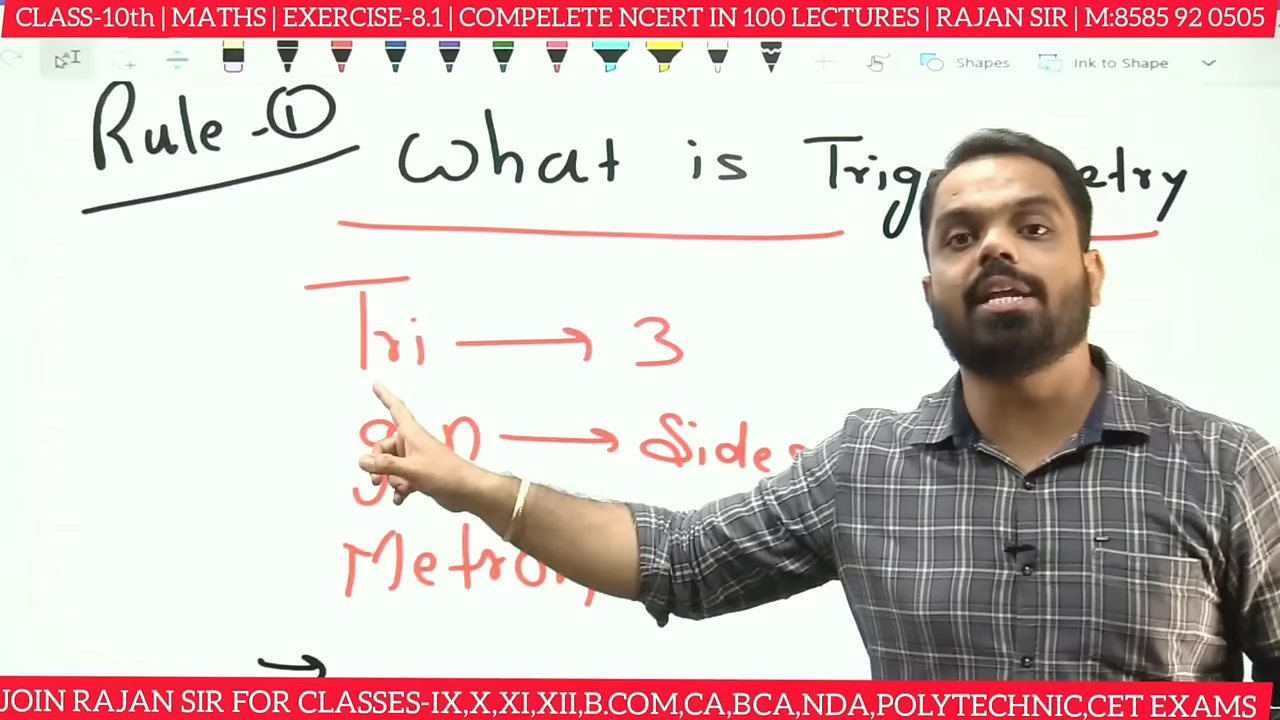 CLASS-10th | MATHS | EXERCISE-8.1 | COMPELETE NCERT IN 100 LECTURES | RAJAN SIR | M:8585 92 0505
Shapes Ink to Shape
Rule-①
What is
Tri → 3
→ Sides
JOIN RAJAN SIR FOR CLASSES-IX,X,XI,XII,B.COM,CA,BCA,NDA,POLYTECHNIC,CET EXAMS